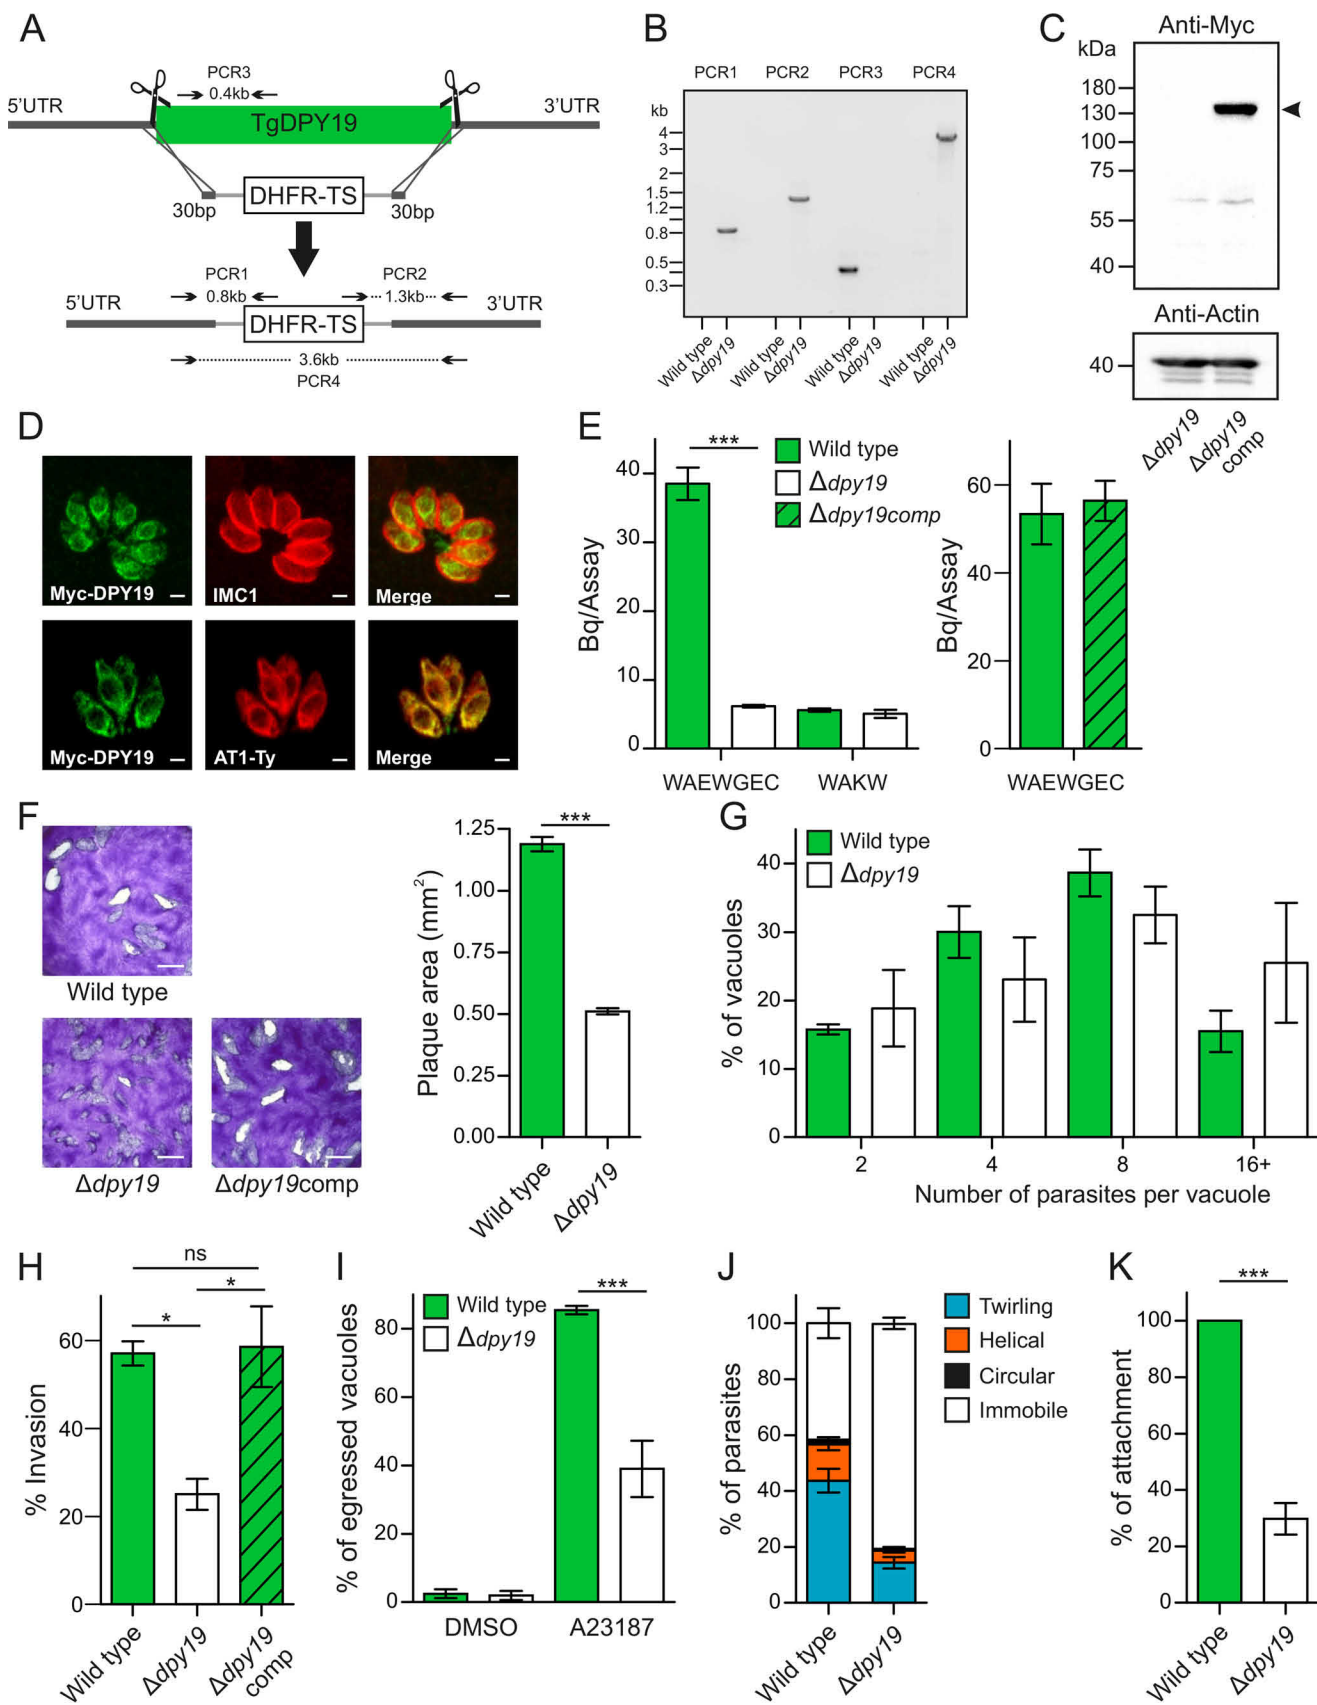 A
PCR3
0.4kb
5'UTR
3'UTR
TgDPY19
DHFR-TS
30bp
30bp
PCR1
PCR2
0.8kb
1.3kb
5'UTR
3'UTR
DHFR-TS
3.6kb
PCR4
B
PCR1 PCR2 PCR3 PCR4
kb
4
3
2
1.5
1.2
0.8
0.5
0.3
Wild type
Δdpy19
Wild type
Δdpy19
Wild type
Δdpy19
Wild type
Δdpy19
C
Anti-Myc
kDa
180
130
100
75
55
40
Anti-Actin
40
Δdpy19
Δdpy19
comp
D
Myc-DPY19
IMC1
Merge
Myc-DPY19
AT1-Ty
Merge
E
Bq/Assay
40
30
20
10
0
***
Wild type
Δdpy19
Δdpy19comp
WAEWGEC
WAKW
Bq/Assay
60
40
20
0
WAEWGEC
F
Wild type
Δdpy19
Δdpy19comp
Plaque area (mm2)
1.25
1.00
0.75
0.50
0.25
0.00
***
Wild type
Δdpy19
G
% of vacuoles
40
30
20
10
0
Wild type
Δdpy19
2
4
8
16+
Number of parasites per vacuole
H
% Invasion
60
40
20
0
ns
*
*
Wild type
Δdpy19
Δdpy19
comp
I
% of egressed vacuoles
80
60
40
20
0
Wild type
Δdpy19
***
DMSO
A23187
J
% of parasites
100
80
60
40
20
0
Twirling
Helical
Circular
Immobile
Wild type
Δdpy19
K
% of attachment
100
80
60
40
20
0
***
Wild type
Δdpy19